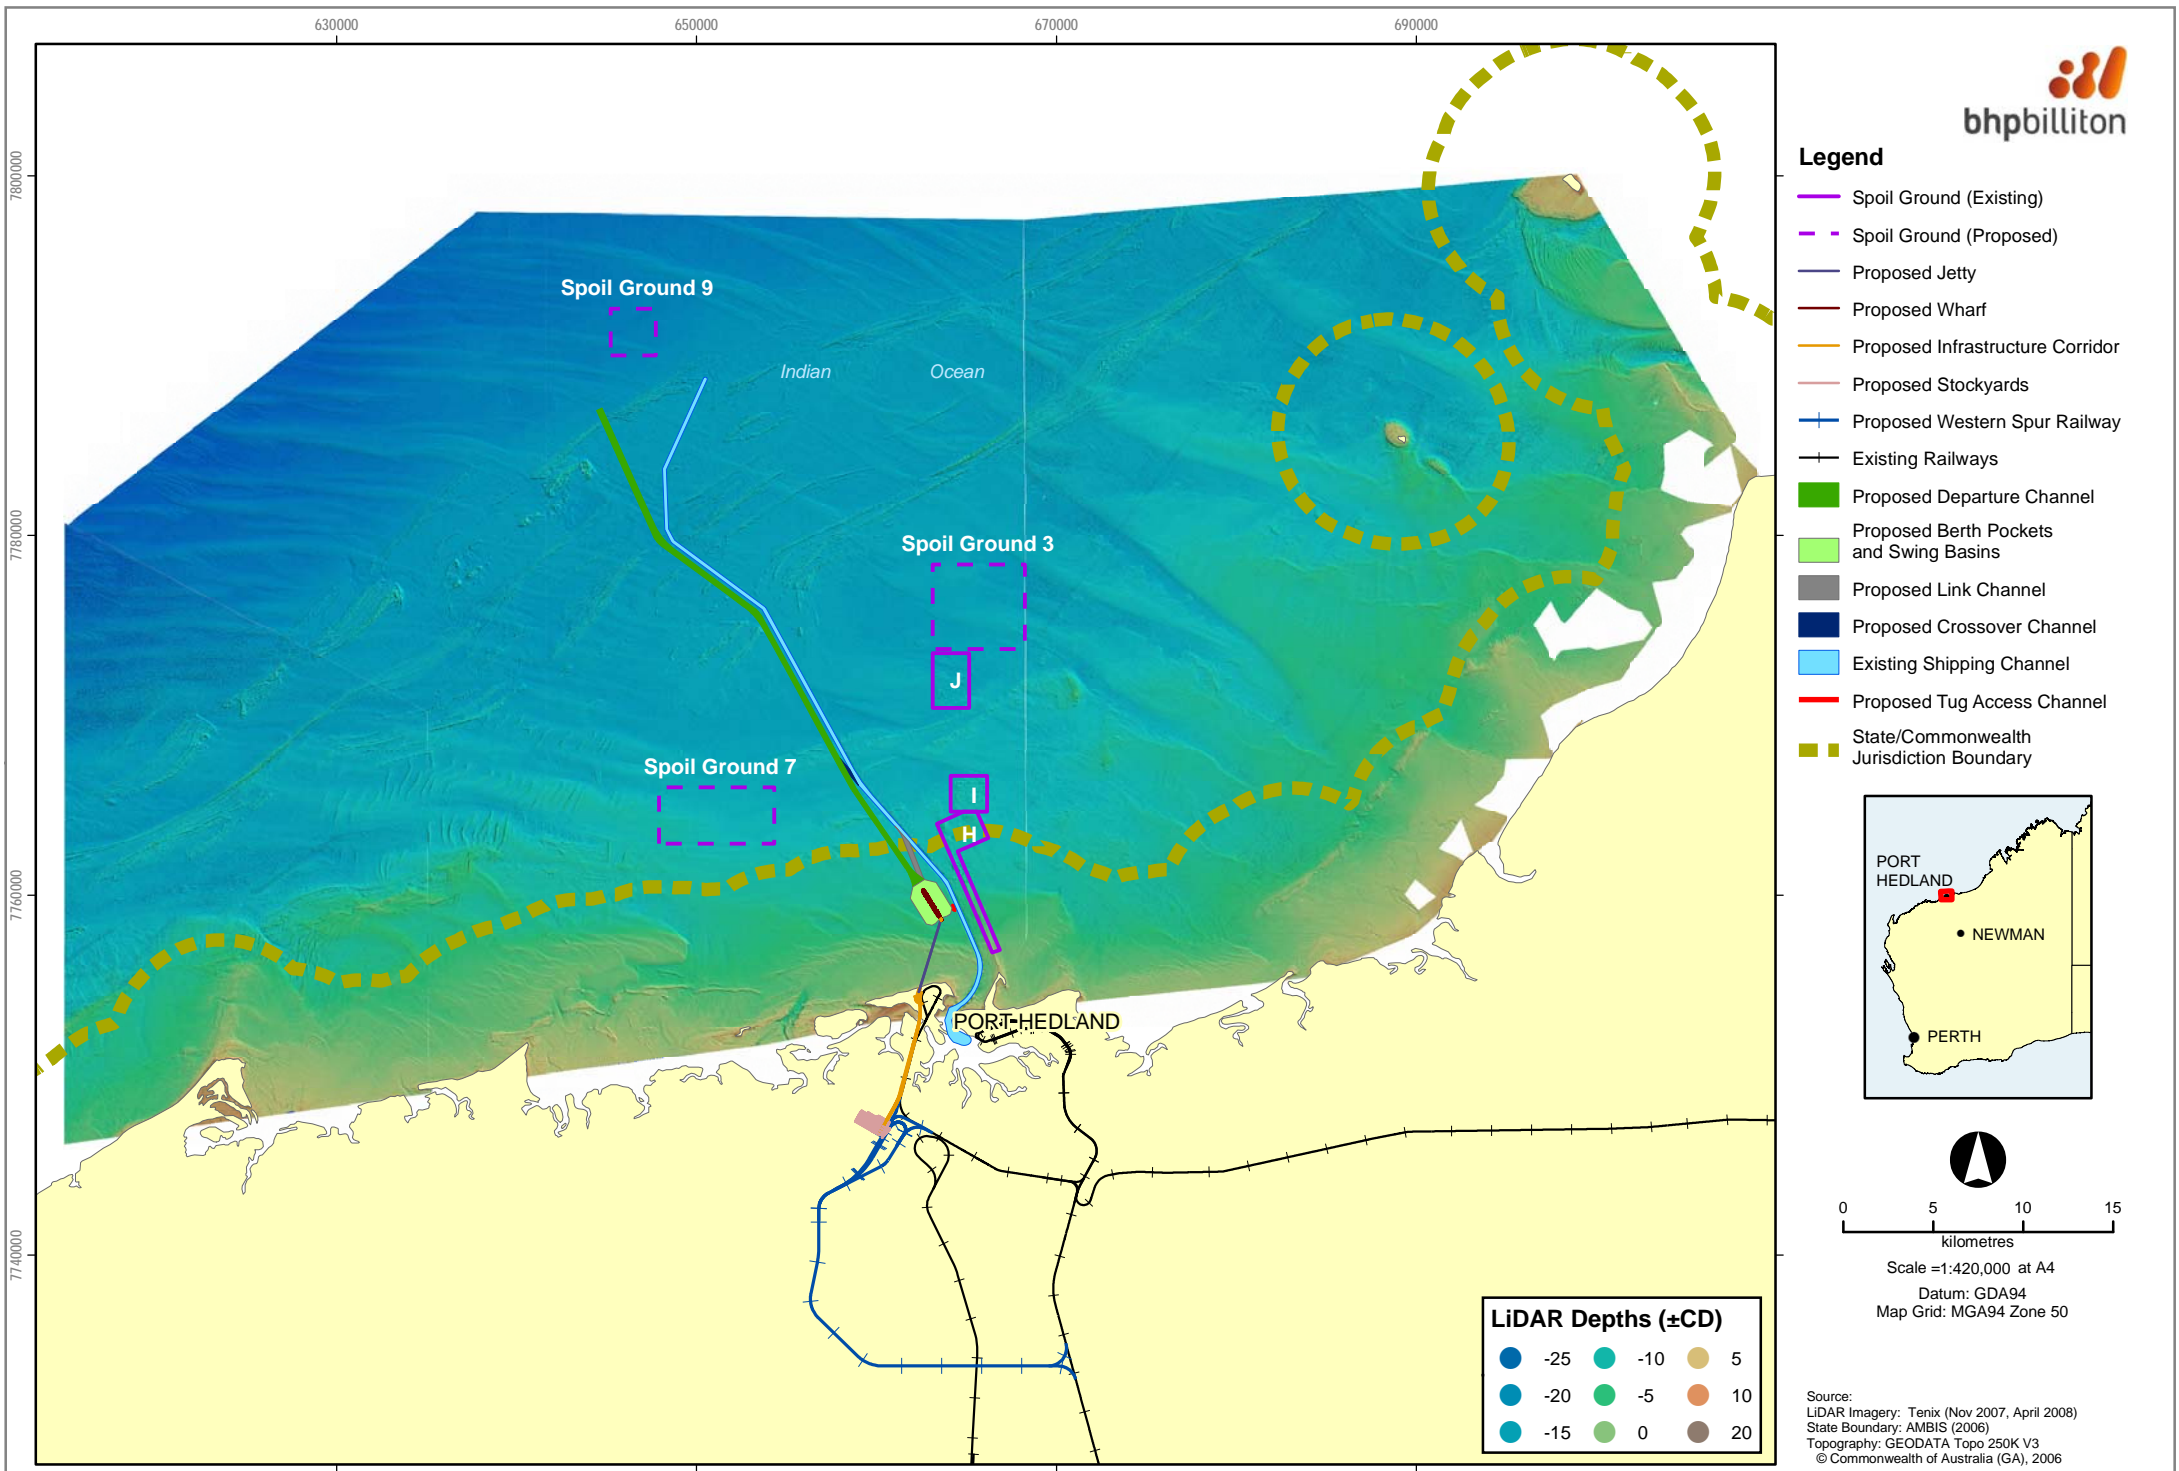 630000
650000
670000
690000
7800000
7780000
7760000
7740000
Spoil Ground 9
Indian Ocean
Spoil Ground 3
J
Spoil Ground 7
I
H
PORT HEDLAND
bhpbilliton
Legend
Spoil Ground (Existing)
Spoil Ground (Proposed)
Proposed Jetty
Proposed Wharf
Proposed Infrastructure Corridor
Proposed Stockyards
Proposed Western Spur Railway
Existing Railways
Proposed Departure Channel
Proposed Berth Pockets
and Swing Basins
Proposed Link Channel
Proposed Crossover Channel
Existing Shipping Channel
Proposed Tug Access Channel
State/Commonwealth
Jurisdiction Boundary
PORT
HEDLAND
NEWMAN
PERTH
0 5 10 15
kilometres
Scale =1:420,000 at A4
Datum: GDA94
Map Grid: MGA94 Zone 50
LiDAR Depths (±CD)
-25 -10 5
-20 -5 10
-15 0 20
Source:
LiDAR Imagery: Tenix (Nov 2007, April 2008)
State Boundary: AMBIS (2006)
Topography: GEODATA Topo 250K V3
© Commonwealth of Australia (GA), 2006